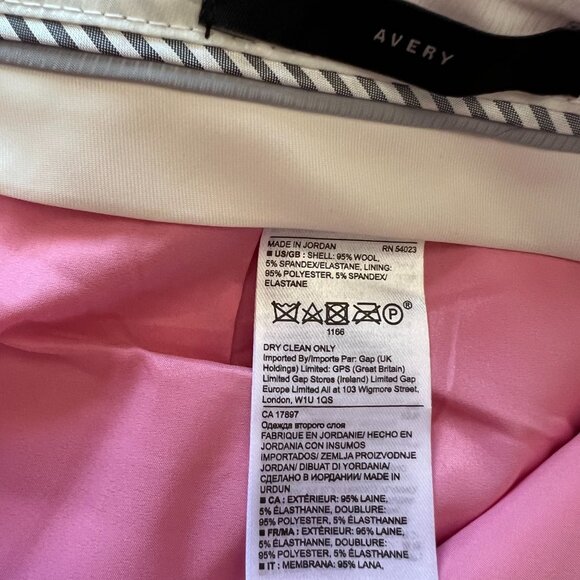 AVERY
MADE IN JORDAN RN 54023
■ US/GB : SHELL: 95% WOOL,
5% SPANDEX/ELASTANE, LINING:
95% POLYESTER, 5% SPANDEX/
ELASTANE
P ®
1166
DRY CLEAN ONLY
Imported By/Importe Par: Gap (UK
Holdings) Limited: GPS (Great Britain)
Limited Gap Stores (Ireland) Limited Gap
Europe Limited All at 103 Wigmore Street,
London, W1U 1QS
CA 17897
Одежда второго слоя
FABRIQUE EN JORDANIE/ HECHO EN
JORDANIA CON INSUMOS
IMPORTADOS/ ZEMLJA PROIZVODNJE
JORDAN/ DIBUAT DI YORDANIA/
СДЕЛАНО В ИОРДАНИИ/ MADE IN
URDUN
■ CA : EXTÉRIEUR: 95% LAINE,
5% ÉLASTHANNE, DOUBLURE:
95% POLYESTER, 5% ÉLASTHANNE
■ FR/MA : EXTÉRIEUR: 95% LAINE,
5% ÉLASTHANNE, DOUBLURE:
95% POLYESTER, 5% ÉLASTHANNE
■ IT : MEMBRANA: 95% LANA,